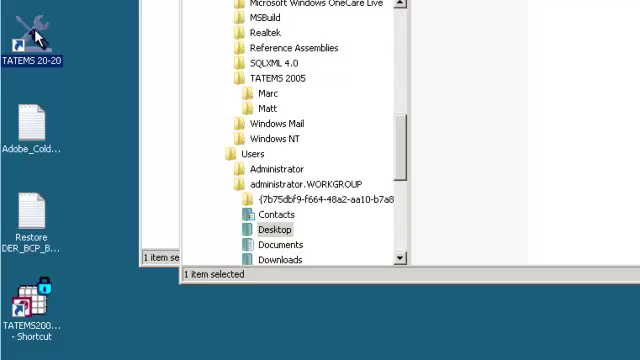 TATEMS 20-20
Adobe_Cold...
Restore
DER_BCP_B...
TATEMS200...
- Shortcut
Microsoft Windows OneCare Live
MSBuild
Realtek
Reference Assemblies
SQLXML 4.0
TATEMS 2005
Marc
Matt
Windows Mail
Windows NT
Users
Administrator
administrator.WORKGROUP
{7b75dbf9-f664-48a2-aa10-b7a8
Contacts
Desktop
Documents
Downloads
1 item se
1 item selected